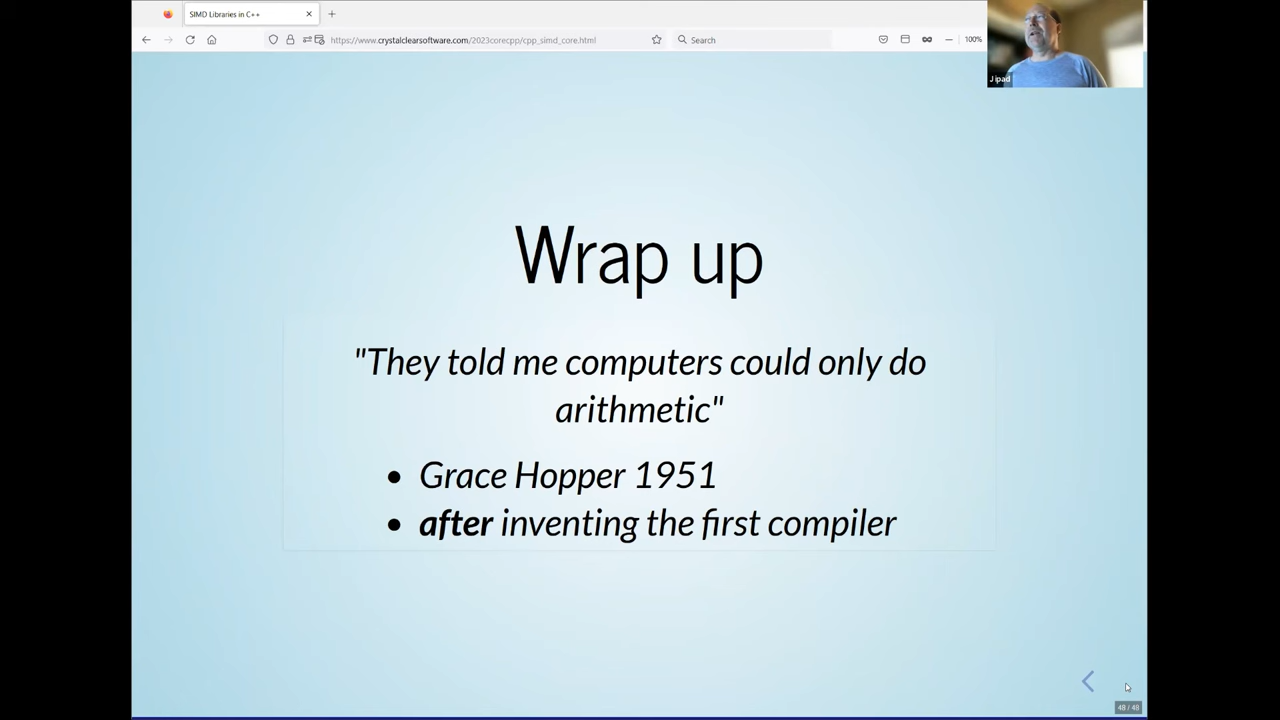 SIMD Libraries in C++
https://www.crystalclearsoftware.com/2023corecpp/cpp_simd_core.html
Search
100%
J ipad
Wrap up
"They told me computers could only do
arithmetic"
• Grace Hopper 1951
• after inventing the first compiler
48 / 48